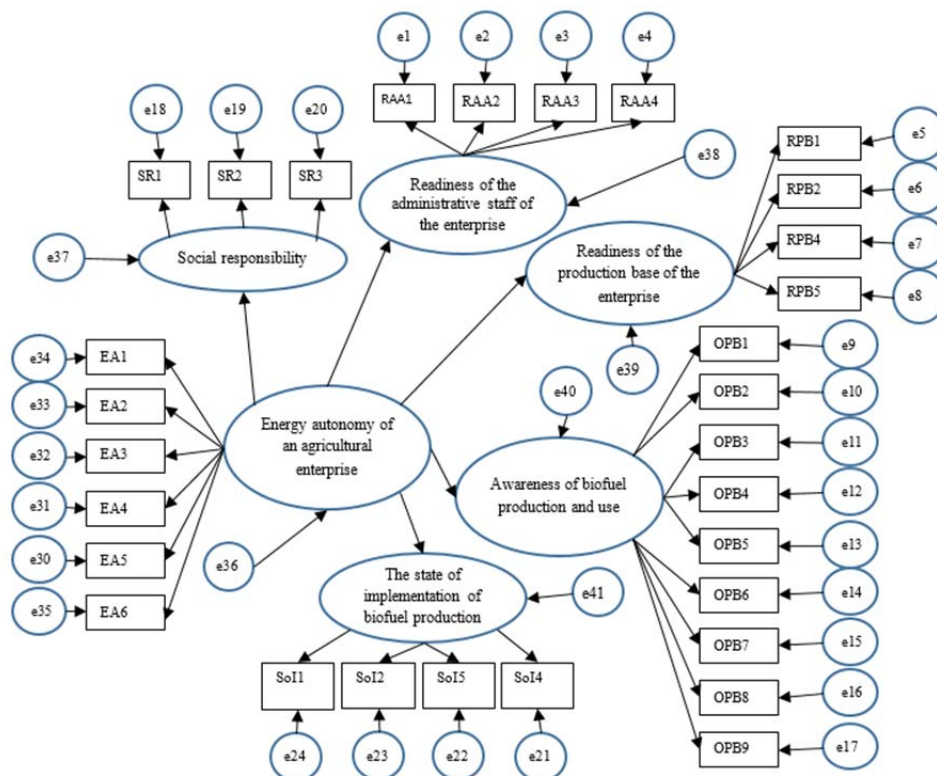 e1
e2
e3
e4
RAA1
RAA2
RAA3
RAA4
e18
e19
e20
SR1
SR2
SR3
e38
Readiness of the
administrative staff of
the enterprise
e37
Social responsibility
RPB1
e5
RPB2
e6
RPB4
e7
RPB5
e8
Readiness of the
production base of the
enterprise
e39
e34
EA1
e33
EA2
e32
EA3
e31
EA4
e30
EA5
e35
EA6
Energy autonomy of
an agricultural
enterprise
e36
e40
Awareness of biofuel
production and use
OPB1
e9
OPB2
e10
OPB3
e11
OPB4
e12
OPB5
e13
OPB6
e14
OPB7
e15
OPB8
e16
OPB9
e17
The state of
implementation of
biofuel production
e41
SoI1
SoI2
SoI5
SoI4
e24
e23
e22
e21